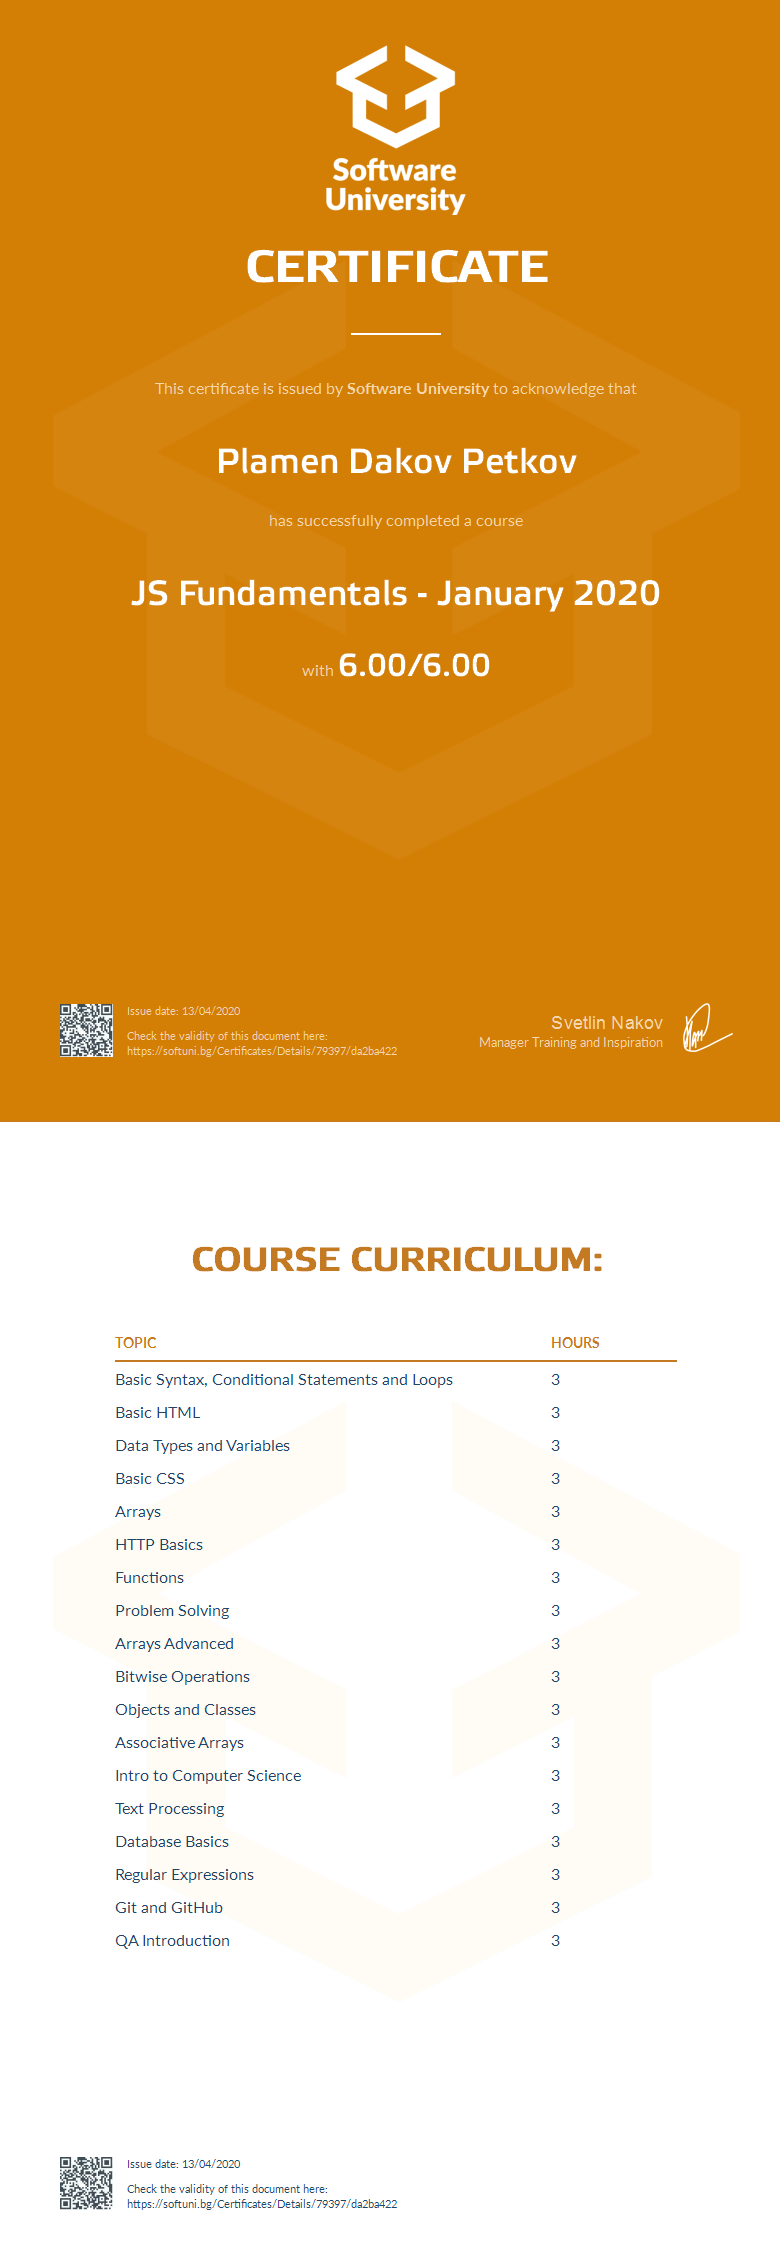 Software
University
CERTIFICATE
This certificate is issued by Software University to acknowledge that
Plamen Dakov Petkov
has successfully completed a course
JS Fundamentals - January 2020
with 6.00/6.00
Issue date: 13/04/2020
Check the validity of this document here:
https://softuni.bg/Certificates/Details/79397/da2ba422
Svetlin Nakov
Manager Training and Inspiration
COURSE CURRICULUM:
TOPIC HOURS
Basic Syntax, Conditional Statements and Loops 3
Basic HTML 3
Data Types and Variables 3
Basic CSS 3
Arrays 3
HTTP Basics 3
Functions 3
Problem Solving 3
Arrays Advanced 3
Bitwise Operations 3
Objects and Classes 3
Associative Arrays 3
Intro to Computer Science 3
Text Processing 3
Database Basics 3
Regular Expressions 3
Git and GitHub 3
QA Introduction 3
Issue date: 13/04/2020
Check the validity of this document here:
https://softuni.bg/Certificates/Details/79397/da2ba422